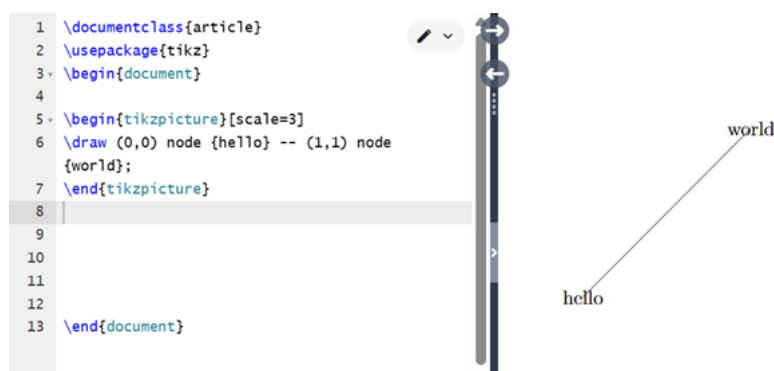 1 \documentclass{article}
2 \usepackage{tikz}
3 \begin{document}
4
5 \begin{tikzpicture}[scale=3]
6 \draw (0,0) node {hello} -- (1,1) node
{world};
7 \end{tikzpicture}
8
9
10
11
12
13 \end{document}
world
hello